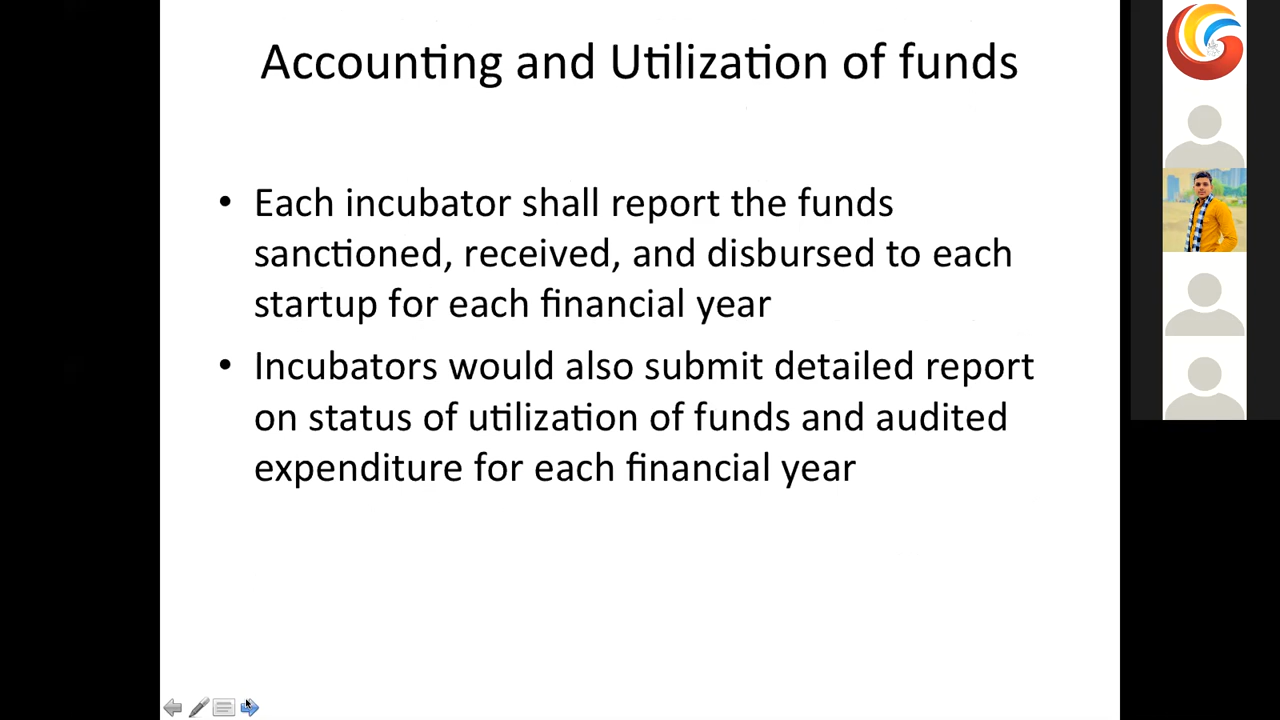 Accounting and Utilization of funds
• Each incubator shall report the funds
sanctioned, received, and disbursed to each
startup for each financial year
• Incubators would also submit detailed report
on status of utilization of funds and audited
expenditure for each financial year